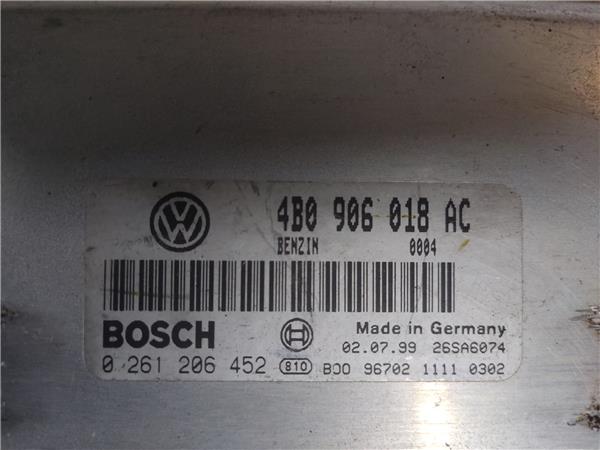 4B0 906 018 AC
BENZIN 0004
BOSCH
Made in Germany
02.07.99 26SA6074
0 261 206 452 810 BOO 96702 1111 0302